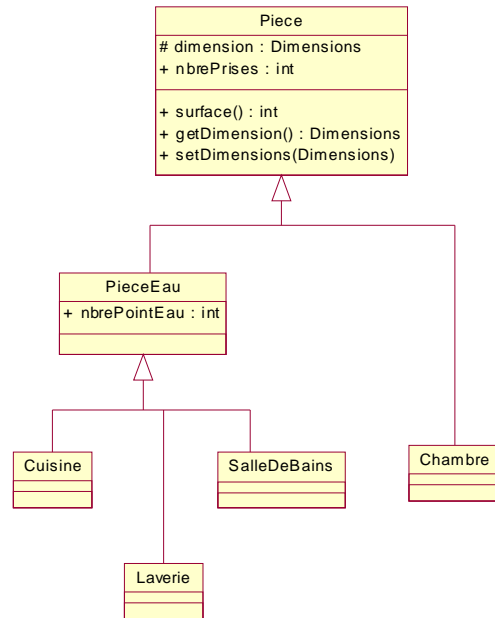 Piece
# dimension : Dimensions
+ nbrePrises : int
+ surface() : int
+ getDimension() : Dimensions
+ setDimensions(Dimensions)
PieceEau
+ nbrePointEau : int
Cuisine
SalleDeBains
Chambre
Laverie